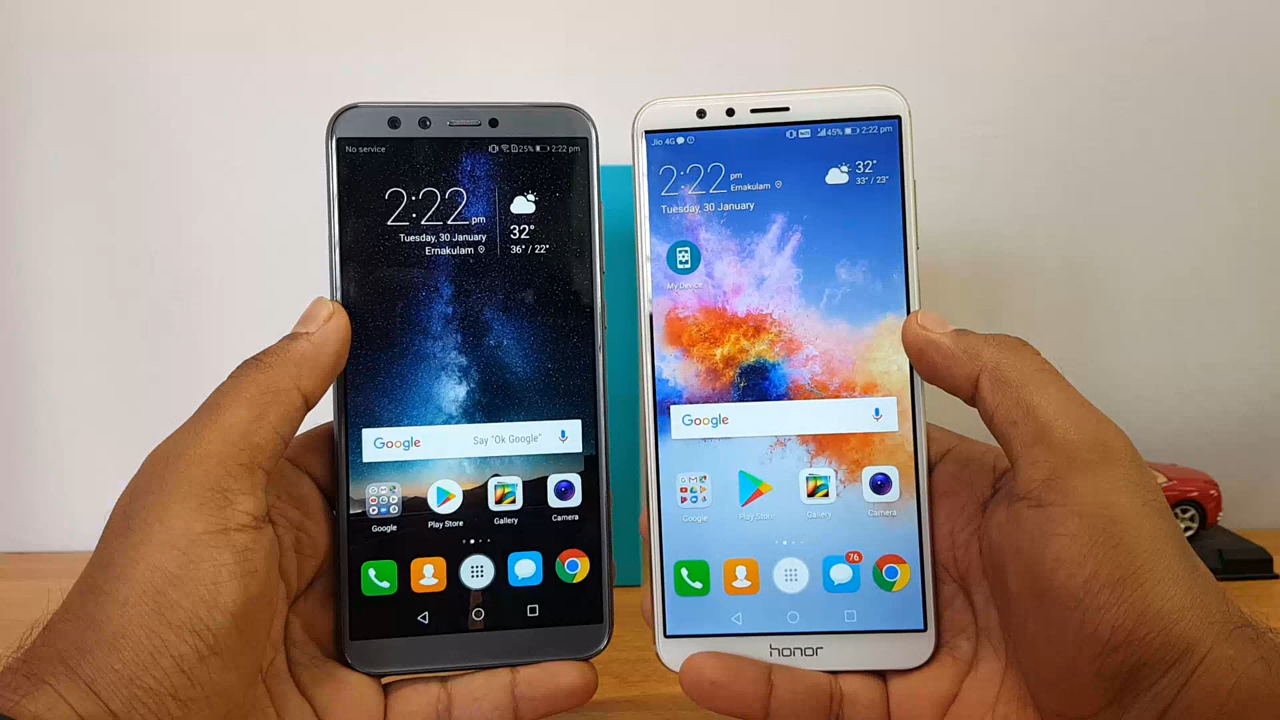 No service
25% 2:22 pm
2:22 pm
Tuesday, 30 January
Ernakulam
32°
36° / 22°
Google Say "Ok Google"
Google Play Store Gallery Camera
Jio 4G 45% 2:22 pm
2:22 pm
Ernakulam
Tuesday, 30 January
32°
33° / 23°
My Device
Google
Google Play Store Gallery Camera
76
honor